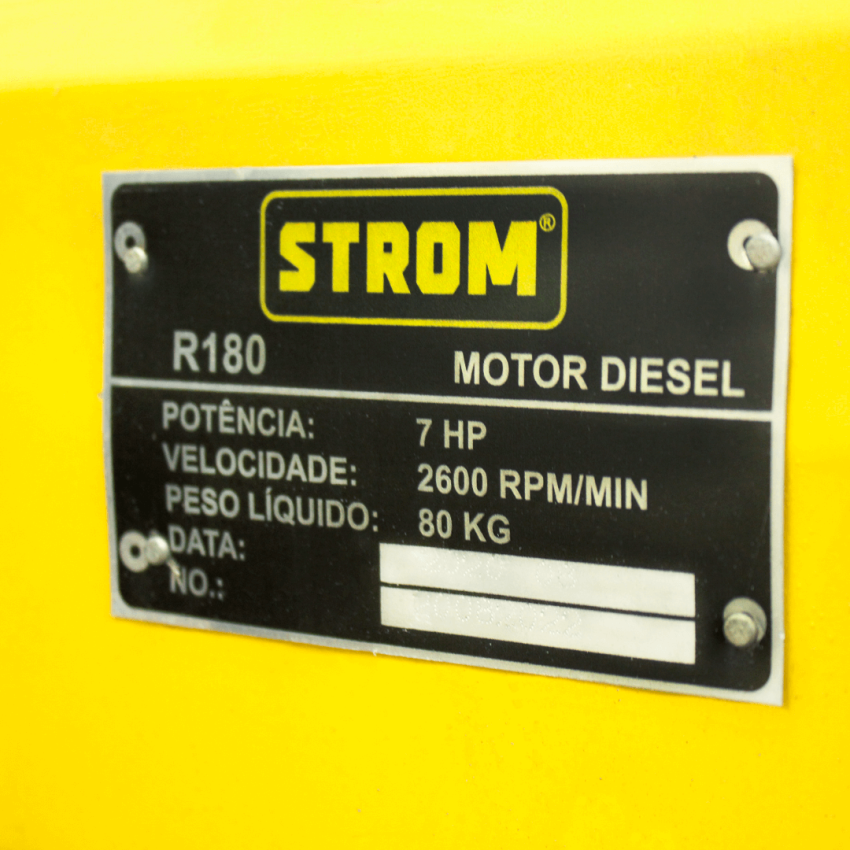 STROM®
R180
MOTOR DIESEL
POTÊNCIA: 7 HP
VELOCIDADE: 2600 RPM/MIN
PESO LÍQUIDO: 80 KG
DATA:
NO.: